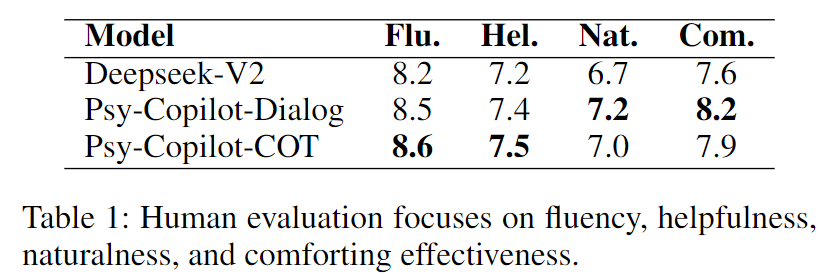 Model Flu. Hel. Nat. Com.
Deepseek-V2 8.2 7.2 6.7 7.6
Psy-Copilot-Dialog 8.5 7.4 7.2 8.2
Psy-Copilot-COT 8.6 7.5 7.0 7.9
Table 1: Human evaluation focuses on fluency, helpfulness,
naturalness, and comforting effectiveness.